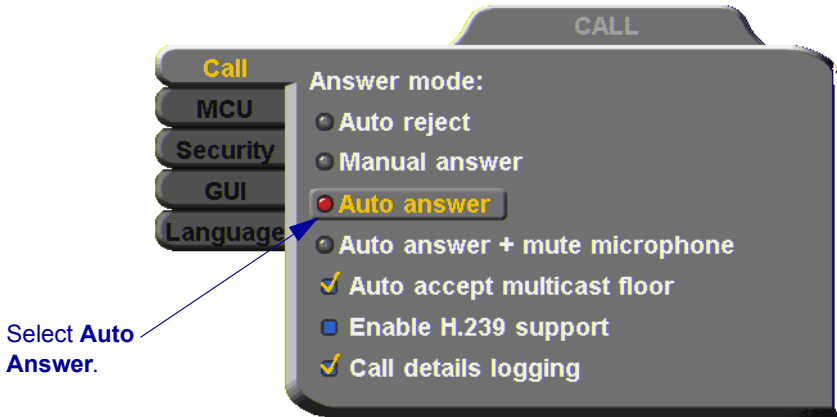 CALL
Call
MCU
Security
GUI
Language
Answer mode:
Auto reject
Manual answer
Auto answer
Auto answer + mute microphone
Auto accept multicast floor
Enable H.239 support
Call details logging
Select Auto
Answer.